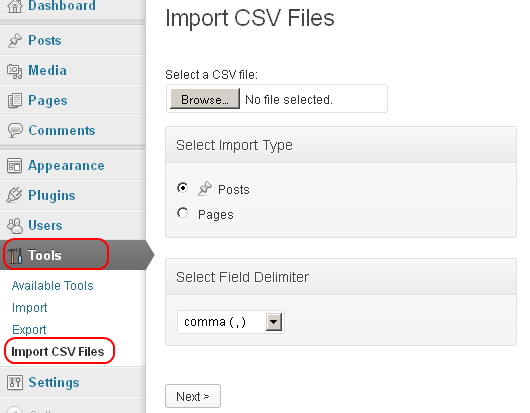 Dashboard
Posts
Media
Pages
Comments
Appearance
Plugins
Users
Tools
Available Tools
Import
Export
Import CSV Files
Settings
Import CSV Files
Select a CSV file:
Browse... No file selected.
Select Import Type
Posts
Pages
Select Field Delimiter
comma ( , )
Next >